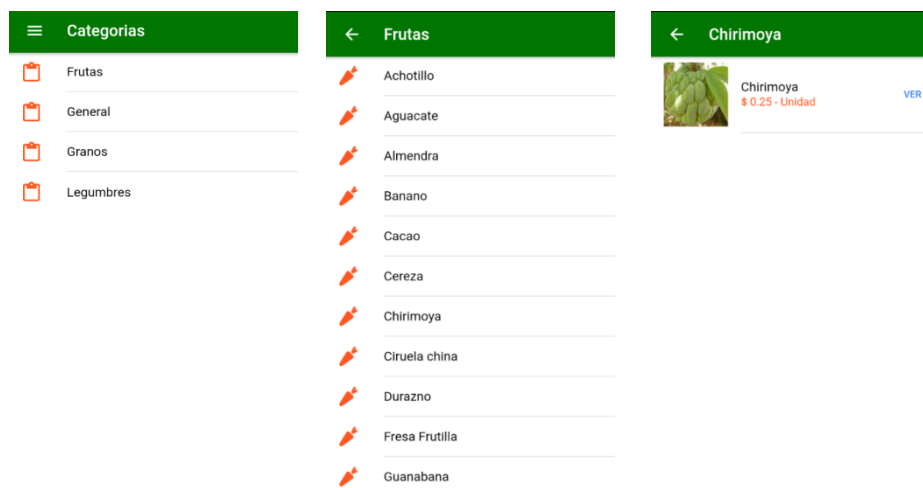 Categorias
Frutas
General
Granos
Legumbres
Frutas
Achotillo
Aguacate
Almendra
Banano
Cacao
Cereza
Chirimoya
Ciruela china
Durazno
Fresa Frutilla
Guanabana
Chirimoya
Chirimoya
$ 0.25 - Unidad
VER